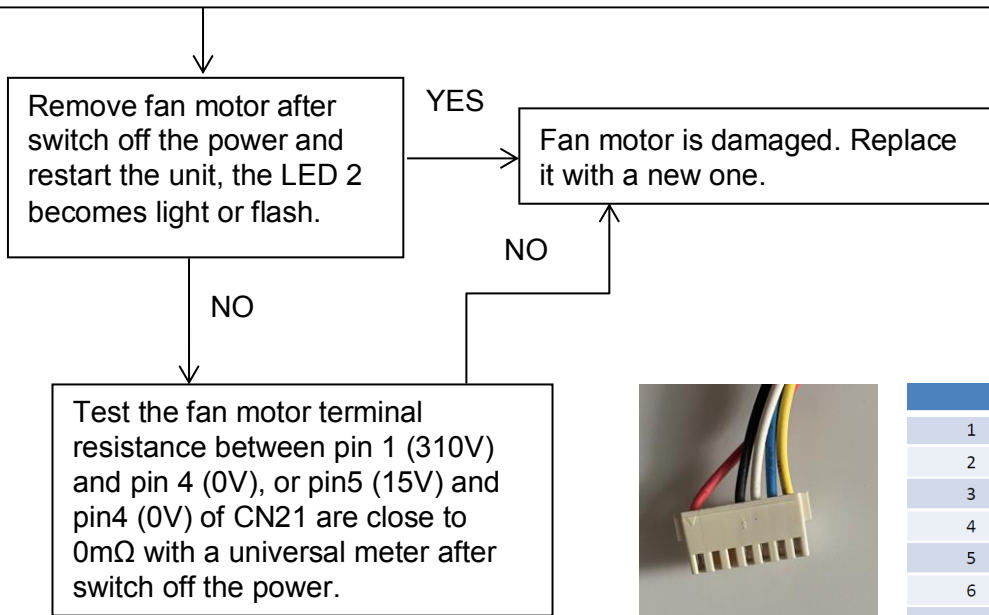 Remove fan motor after
switch off the power and
restart the unit, the LED 2
becomes light or flash.
YES
Fan motor is damaged. Replace
it with a new one.
NO
NO
Test the fan motor terminal
resistance between pin 1 (310V)
and pin 4 (0V), or pin5 (15V) and
pin4 (0V) of CN21 are close to
0mΩ with a universal meter after
switch off the power.
1
2
3
4
5
6